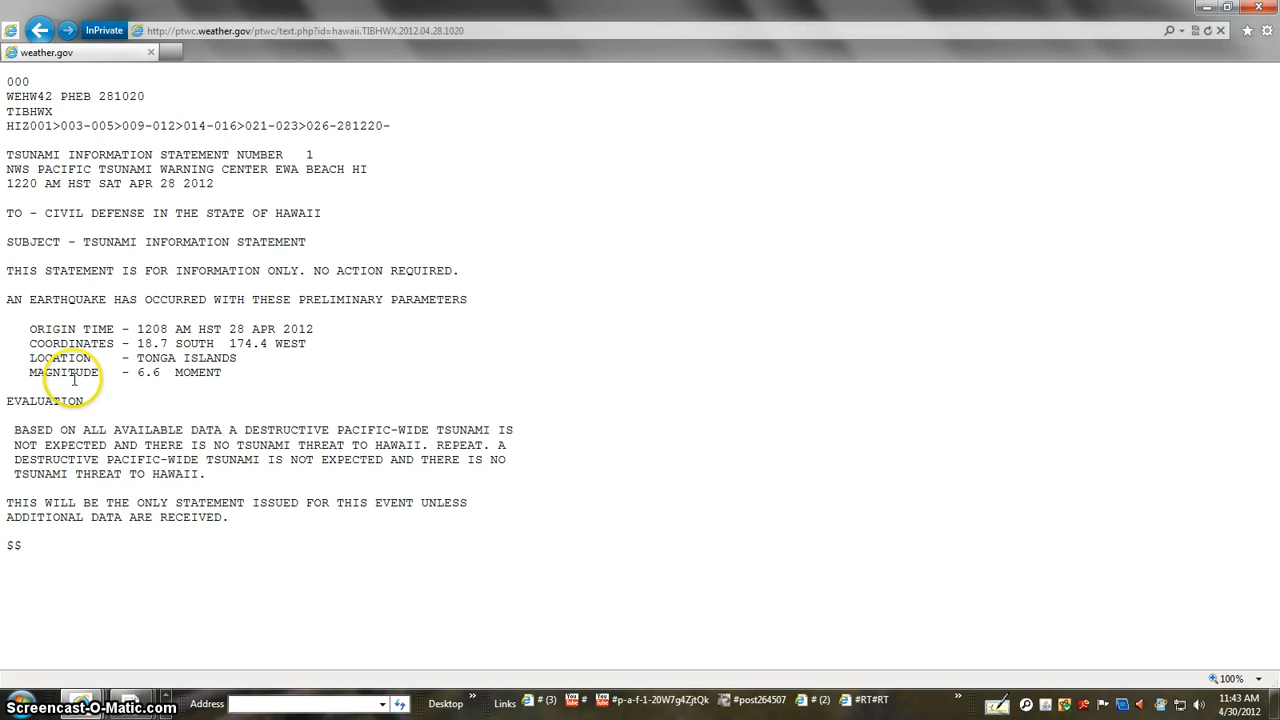 InPrivate
http://ptwc.weather.gov/ptwc/text.php?id=hawaii.TIBHWX.2012.04.28.1020
weather.gov
000
WEHW42 PHEB 281020
TIBHWX
HIZ001>003-005>009-012>014-016>021-023>026-281220-
TSUNAMI INFORMATION STATEMENT NUMBER   1
NWS PACIFIC TSUNAMI WARNING CENTER EWA BEACH HI
1220 AM HST SAT APR 28 2012
TO - CIVIL DEFENSE IN THE STATE OF HAWAII
SUBJECT - TSUNAMI INFORMATION STATEMENT
THIS STATEMENT IS FOR INFORMATION ONLY. NO ACTION REQUIRED.
AN EARTHQUAKE HAS OCCURRED WITH THESE PRELIMINARY PARAMETERS
ORIGIN TIME - 1208 AM HST 28 APR 2012
COORDINATES - 18.7 SOUTH  174.4 WEST
LOCATION    - TONGA ISLANDS
MAGNITUDE   - 6.6  MOMENT
EVALUATION
BASED ON ALL AVAILABLE DATA A DESTRUCTIVE PACIFIC-WIDE TSUNAMI IS
NOT EXPECTED AND THERE IS NO TSUNAMI THREAT TO HAWAII. REPEAT. A
DESTRUCTIVE PACIFIC-WIDE TSUNAMI IS NOT EXPECTED AND THERE IS NO
TSUNAMI THREAT TO HAWAII.
THIS WILL BE THE ONLY STATEMENT ISSUED FOR THIS EVENT UNLESS
ADDITIONAL DATA ARE RECEIVED.
$$
100%
Address
Desktop
Links
# (3)
#
#p-a-f-1-20W7g4ZjtQk
#post264507
# (2)
#RT#RT
11:43 AM
4/30/2012
Screencast-O-Matic.com